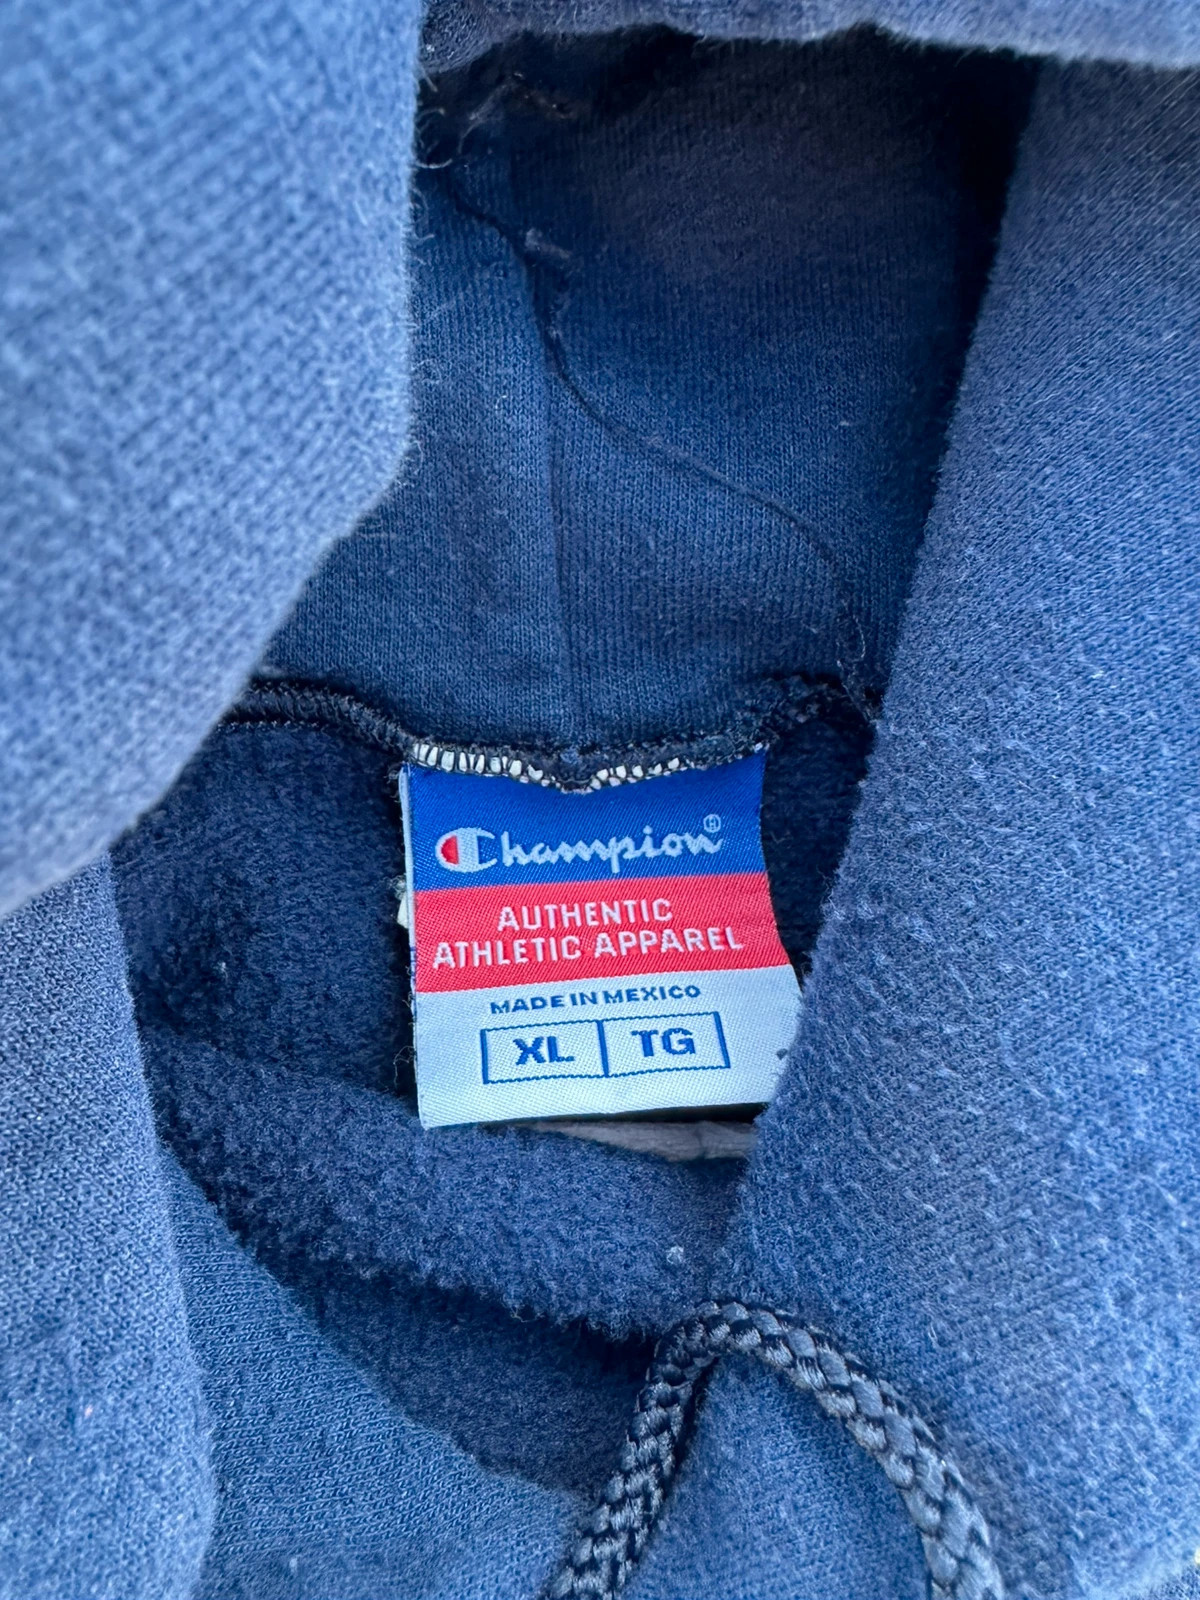 Champion®
AUTHENTIC
ATHLETIC APPAREL
MADE IN MEXICO
XL TG